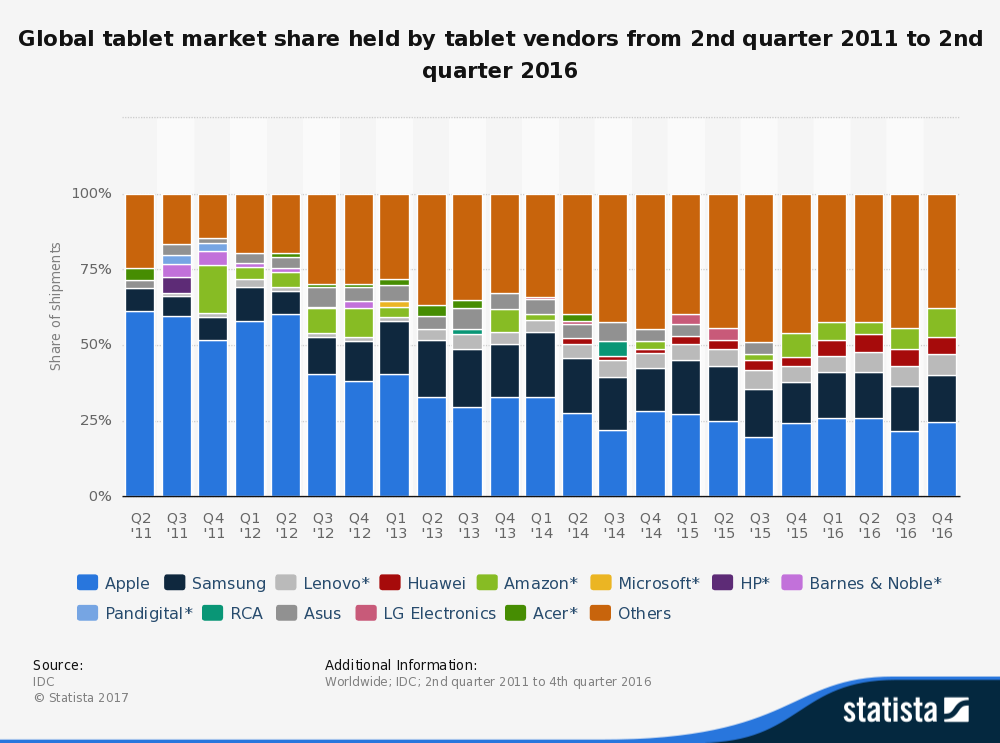 Global tablet market share held by tablet vendors from 2nd quarter 2011 to 2nd
quarter 2016
Share of shipments
100%
75%
50%
25%
0%
Q2 Q3 Q4 Q1 Q2 Q3 Q4 Q1 Q2 Q3 Q4 Q1 Q2 Q3 Q4 Q1 Q2 Q3 Q4 Q1 Q2 Q3 Q4
'11 '11 '11 '12 '12 '12 '12 '13 '13 '13 '13 '14 '14 '14 '14 '15 '15 '15 '15 '16 '16 '16 '16
Apple Samsung Lenovo* Huawei Amazon* Microsoft* HP* Barnes & Noble*
Pandigital* RCA Asus LG Electronics Acer* Others
Source:
IDC
© Statista 2017
Additional Information:
Worldwide; IDC; 2nd quarter 2011 to 4th quarter 2016
statista